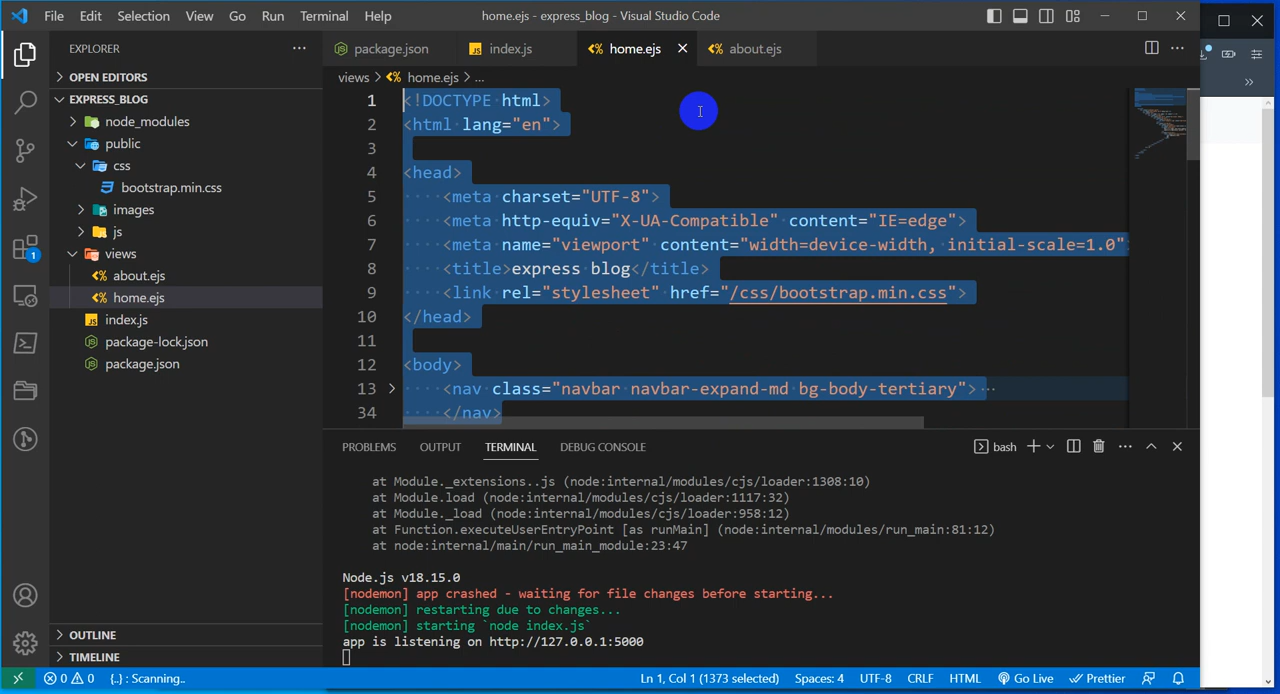 File Edit Selection View Go Run Terminal Help home.ejs - express_blog - Visual Studio Code
EXPLORER
OPEN EDITORS
EXPRESS_BLOG
node_modules
public
css
bootstrap.min.css
images
js
views
about.ejs
home.ejs
index.js
package-lock.json
package.json
OUTLINE
TIMELINE
1
package.json index.js home.ejs about.ejs
views > home.ejs > ...
1 <!DOCTYPE html>
2 <html lang="en">
3
4 <head>
5 <meta charset="UTF-8">
6 <meta http-equiv="X-UA-Compatible" content="IE=edge">
7 <meta name="viewport" content="width=device-width, initial-scale=1.0"
8 <title>express blog</title>
9 <link rel="stylesheet" href="/css/bootstrap.min.css">
10 </head>
11
12 <body>
13 <nav class="navbar navbar-expand-md bg-body-tertiary">
34 </nav>
PROBLEMS OUTPUT TERMINAL DEBUG CONSOLE bash
at Module._extensions..js (node:internal/modules/cjs/loader:1308:10)
at Module.load (node:internal/modules/cjs/loader:1117:32)
at Module._load (node:internal/modules/cjs/loader:958:12)
at Function.executeUserEntryPoint [as runMain] (node:internal/modules/run_main:81:12)
at node:internal/main/run_main_module:23:47
Node.js v18.15.0
[nodemon] app crashed - waiting for file changes before starting...
[nodemon] restarting due to changes...
[nodemon] starting `node index.js`
app is listening on http://127.0.0.1:5000
0 0 {..} : Scanning.. Ln 1, Col 1 (1373 selected) Spaces: 4 UTF-8 CRLF HTML Go Live Prettier